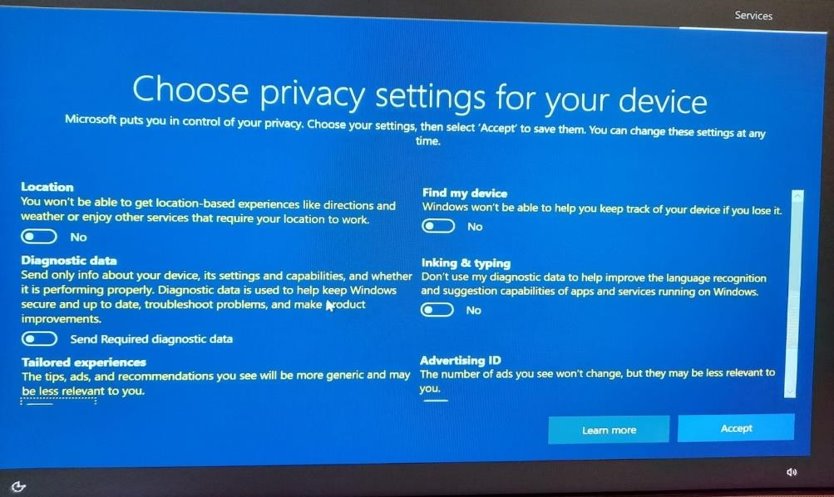 Services
Choose privacy settings for your device
Microsoft puts you in control of your privacy. Choose your settings, then select 'Accept' to save them. You can change these settings at any
time.
Location
You won't be able to get location-based experiences like directions and
weather or enjoy other services that require your location to work.
No
Find my device
Windows won't be able to help you keep track of your device if you lose it.
No
Diagnostic data
Send only info about your device, its settings and capabilities, and whether
it is performing properly. Diagnostic data is used to help keep Windows
secure and up to date, troubleshoot problems, and make product
improvements.
Send Required diagnostic data
Inking & typing
Don't use my diagnostic data to help improve the language recognition
and suggestion capabilities of apps and services running on Windows.
No
Tailored experiences
The tips, ads, and recommendations you see will be more generic and may
be less relevant to you.
Advertising ID
The number of ads you see won't change, but they may be less relevant to
you.
Learn more
Accept